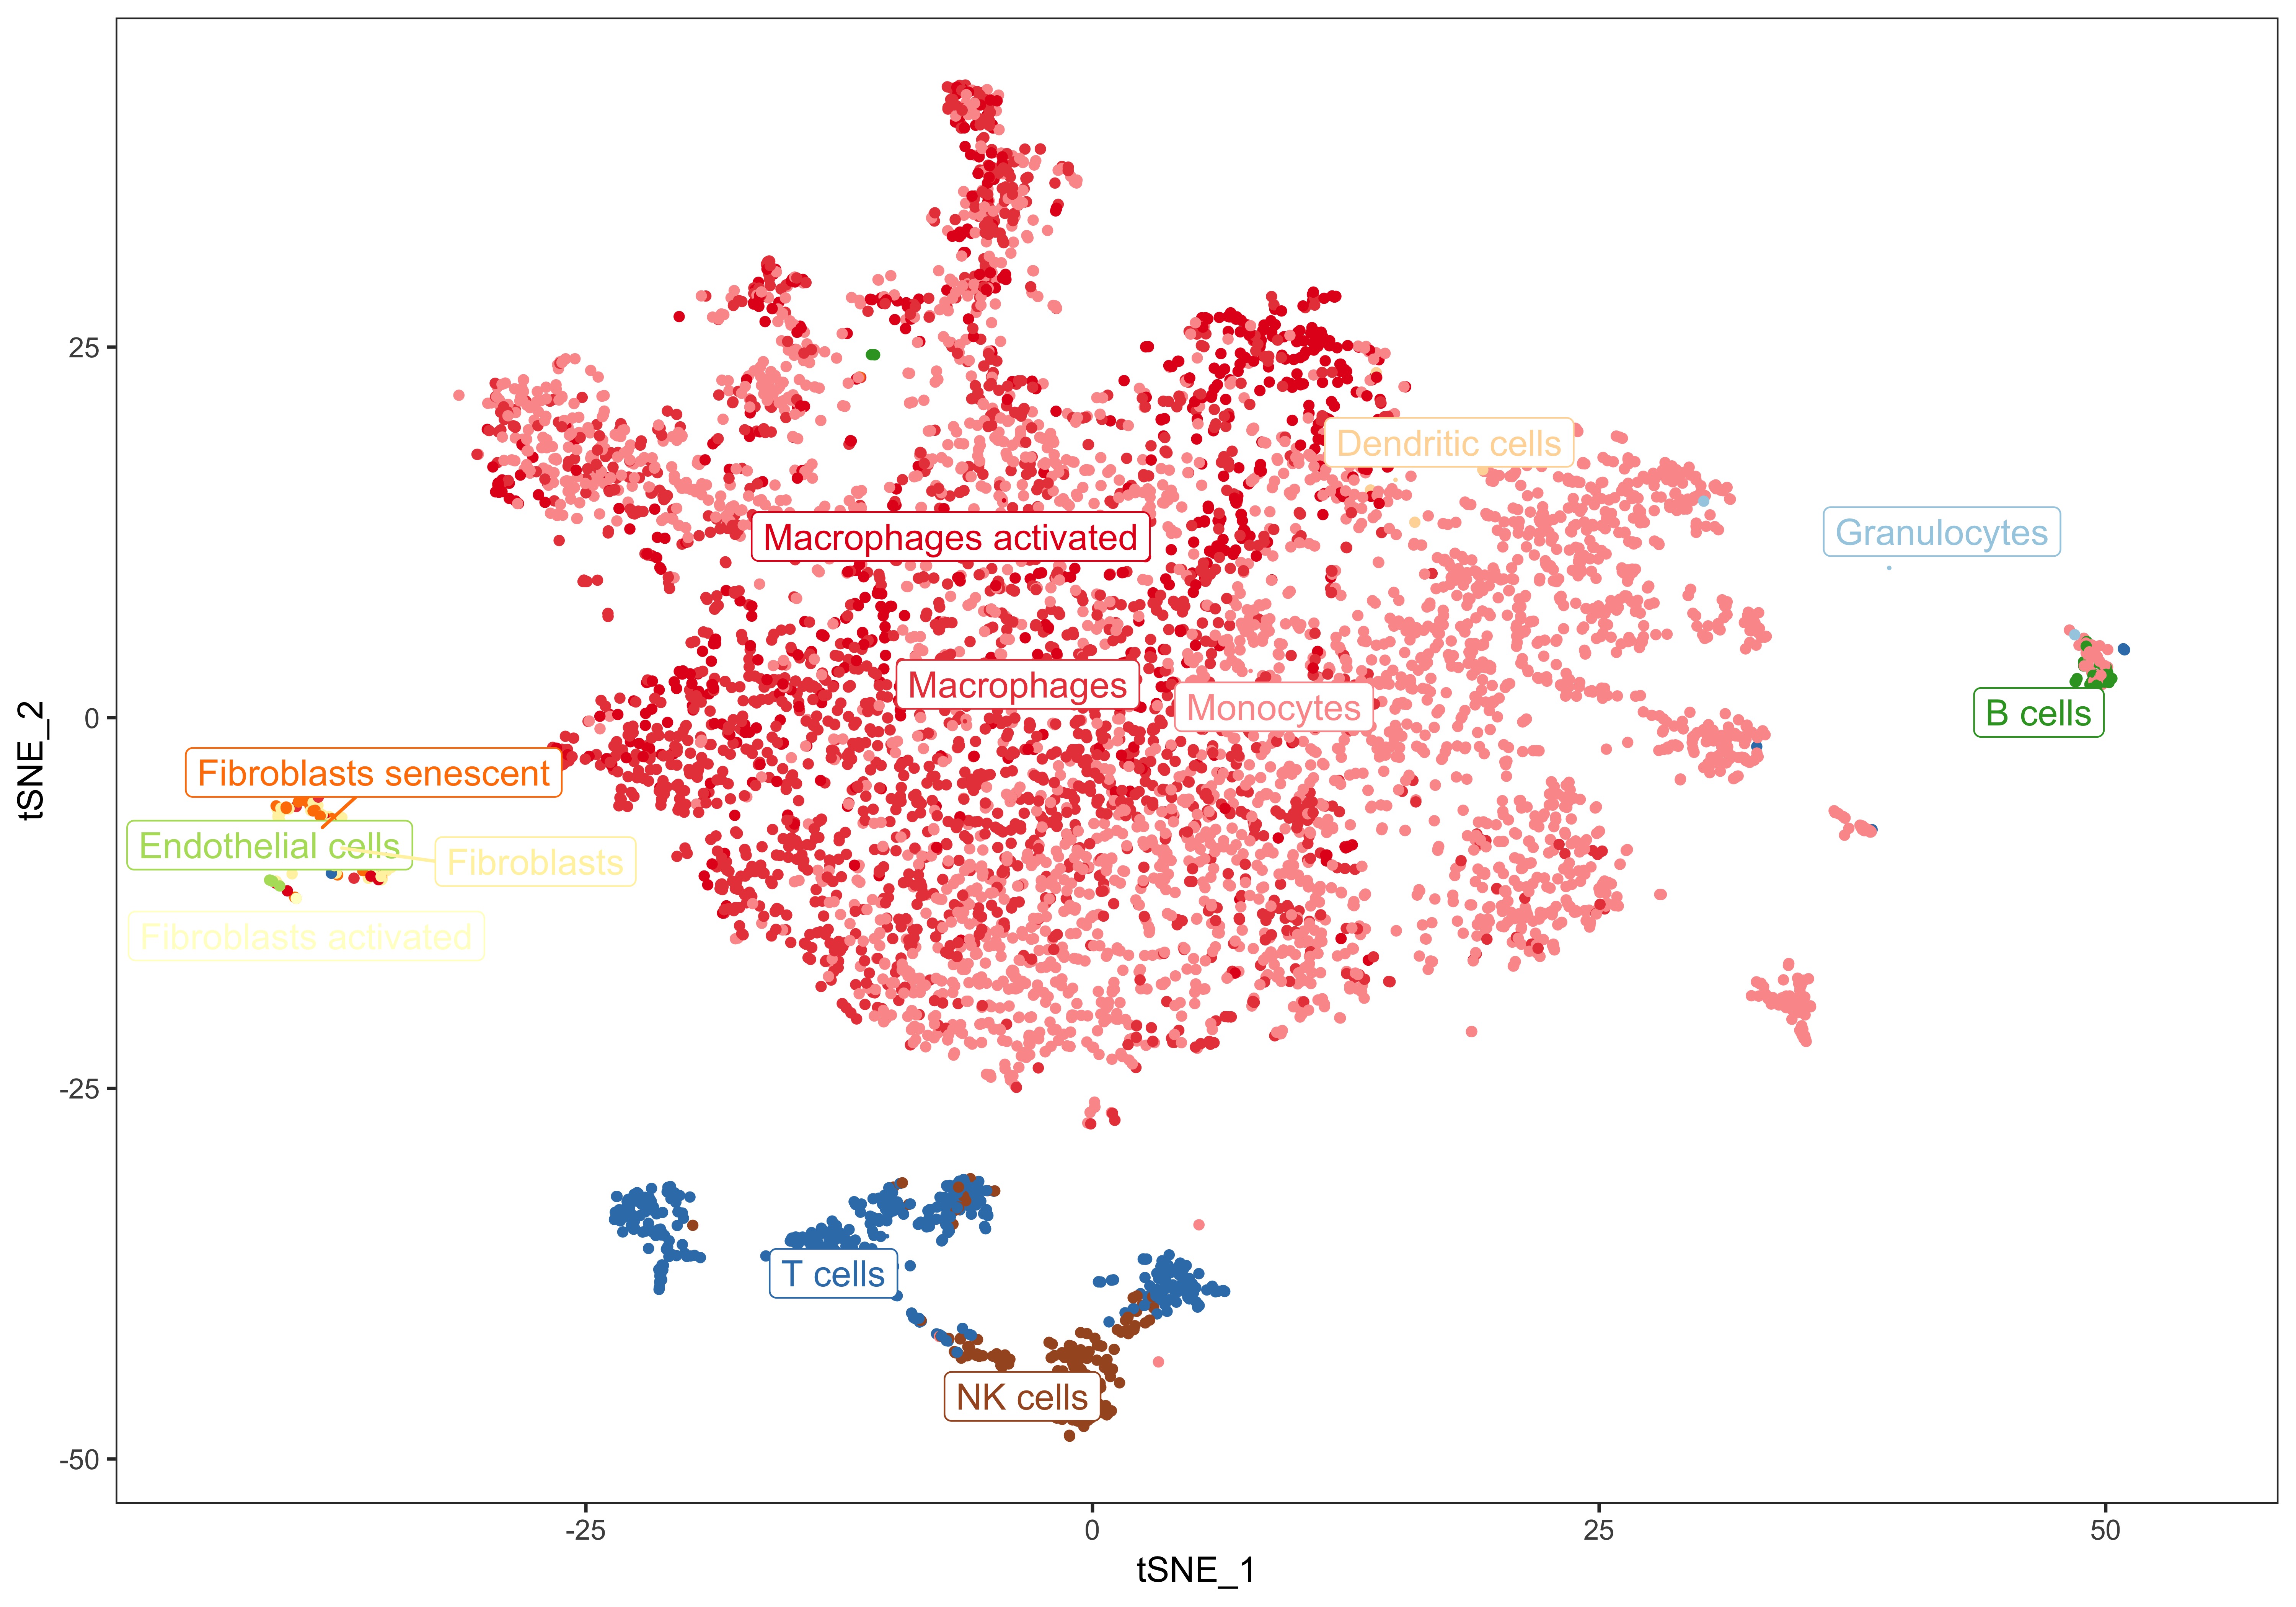 25
0
-25
-50
-25
0
25
50
tSNE_1
tSNE_2
Dendritic cells
Macrophages activated
Granulocytes
Macrophages
Monocytes
B cells
Fibroblasts senescent
Endothelial cells
Fibroblasts
Fibroblasts activated
T cells
NK cells